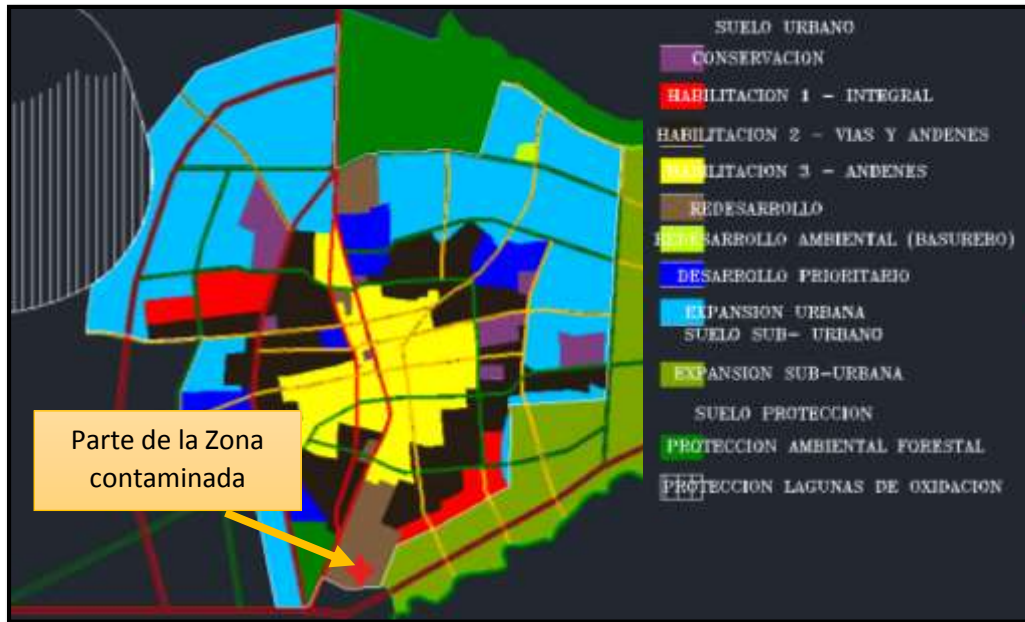 SUELO URBANO
CONSERVACION
HABILITACION 1 - INTEGRAL
HABILITACION 2 - VIAS Y ANDENES
HABILITACION 3 - ANDENES
REDESARROLLO
REDESARROLLO AMBIENTAL (BASURERO)
DESARROLLO PRIORITARIO
EXPANSION URBANA
SUELO SUB- URBANO
EXPANSION SUB-URBANA
SUELO PROTECCION
PROTECCION AMBIENTAL FORESTAL
PROTECCION LAGUNAS DE OXIDACION
Parte de la Zona
contaminada